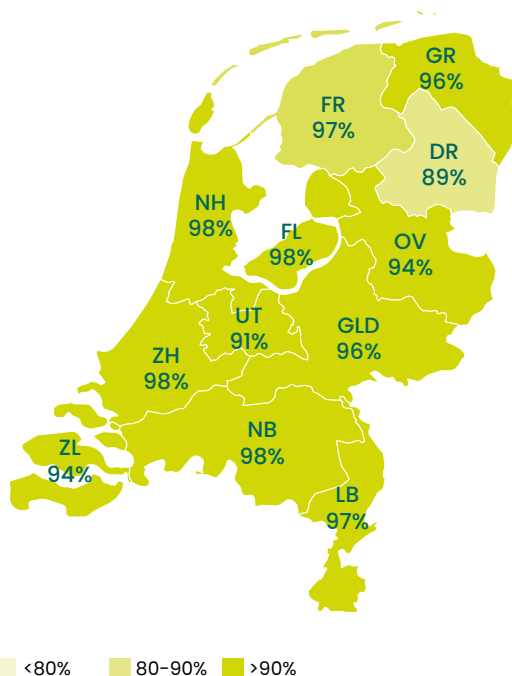 GR
96%
FR
97%
DR
89%
NH
98%
FL
98%
OV
94%
UT
91%
GLD
96%
ZH
98%
NB
98%
ZL
94%
LB
97%
<80%
80-90%
>90%